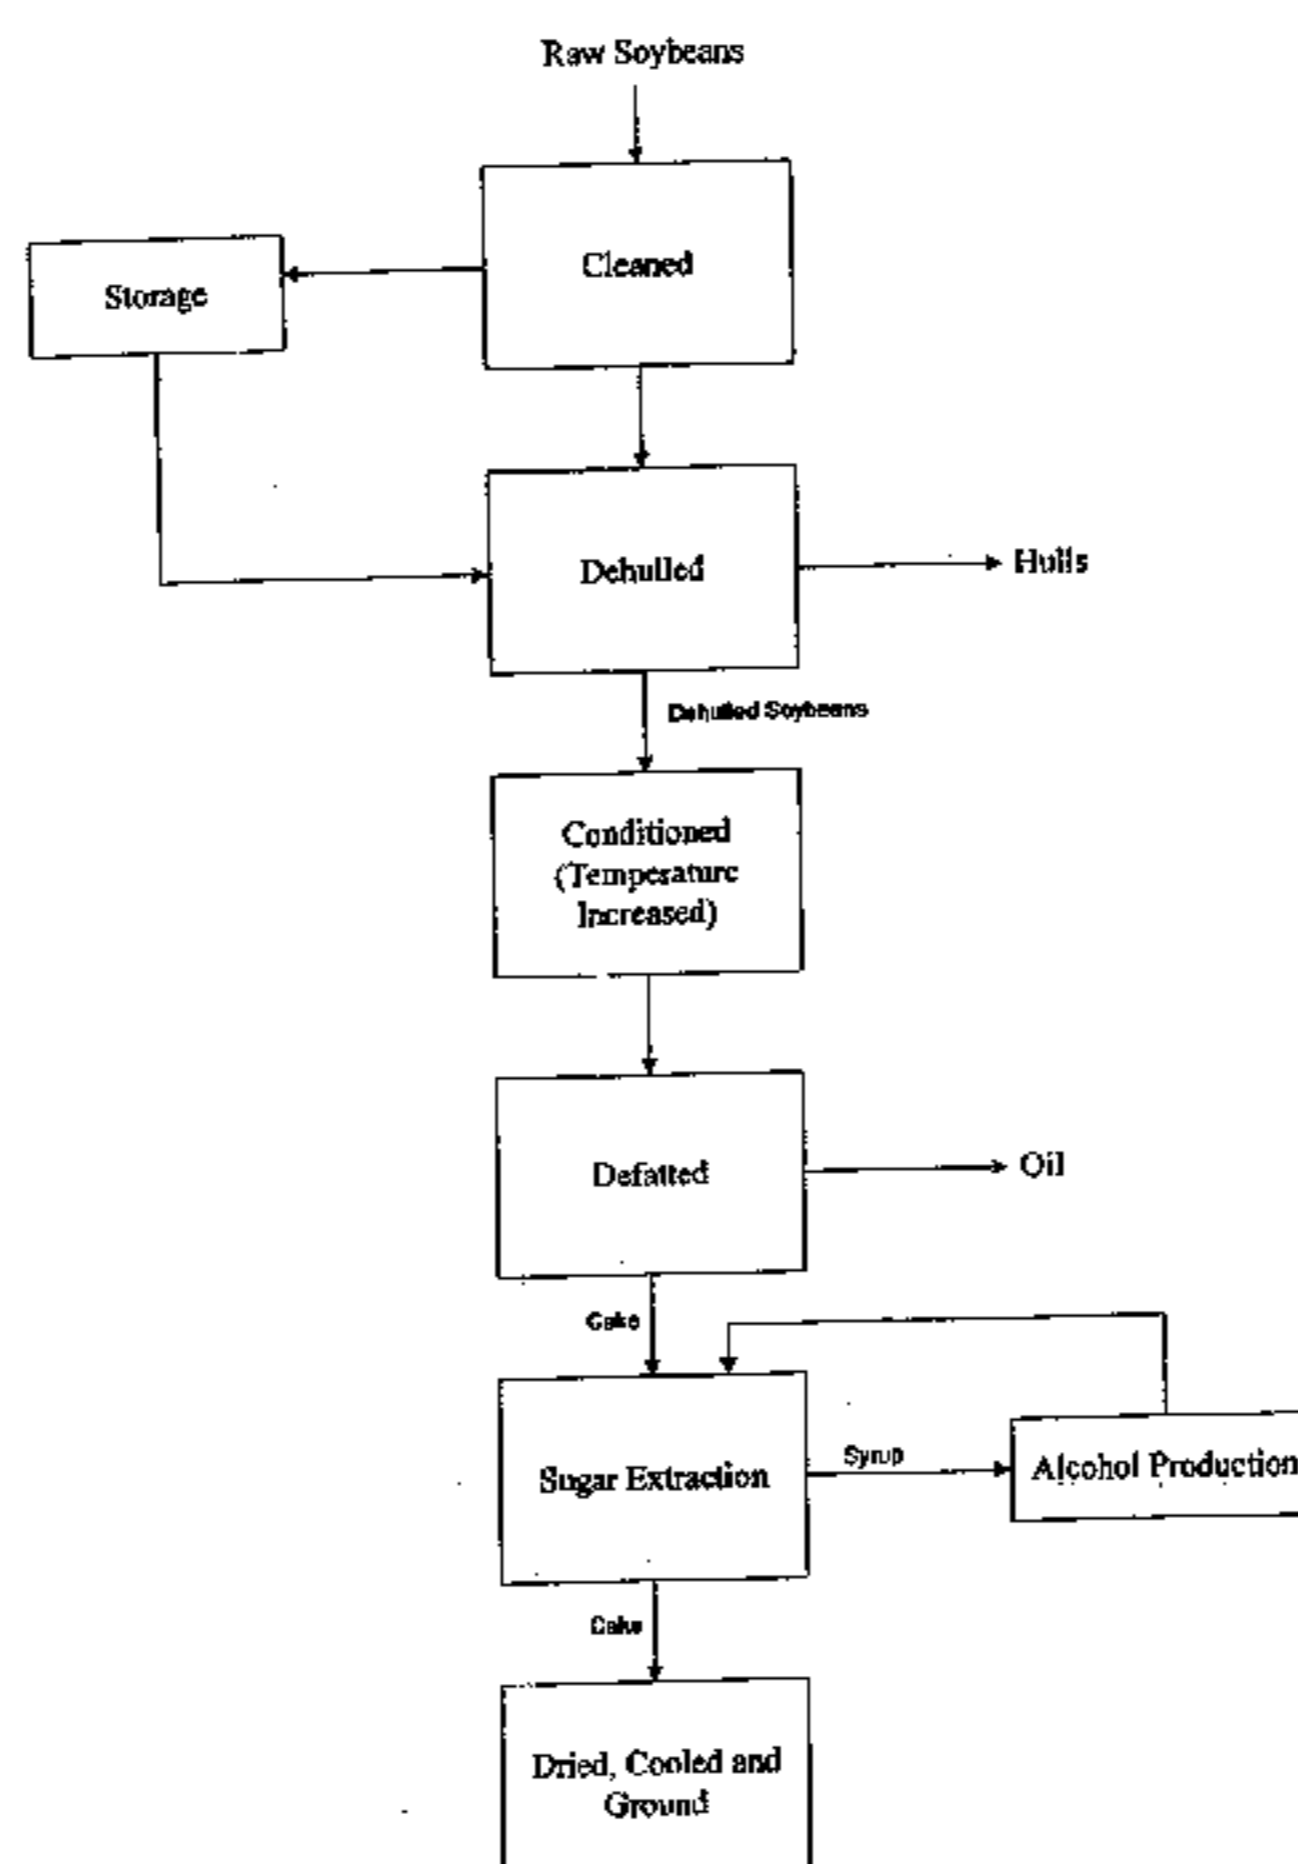 Raw Soybeans
Cleaned
Storage
Dehulled
Hulls
Dehulled Soybeans
Conditioned
(Temperature
Increased)
Defatted
Oil
Cake
Sugar Extraction
Syrup
Alcohol Production
Cake
Dried, Cooled and
Ground